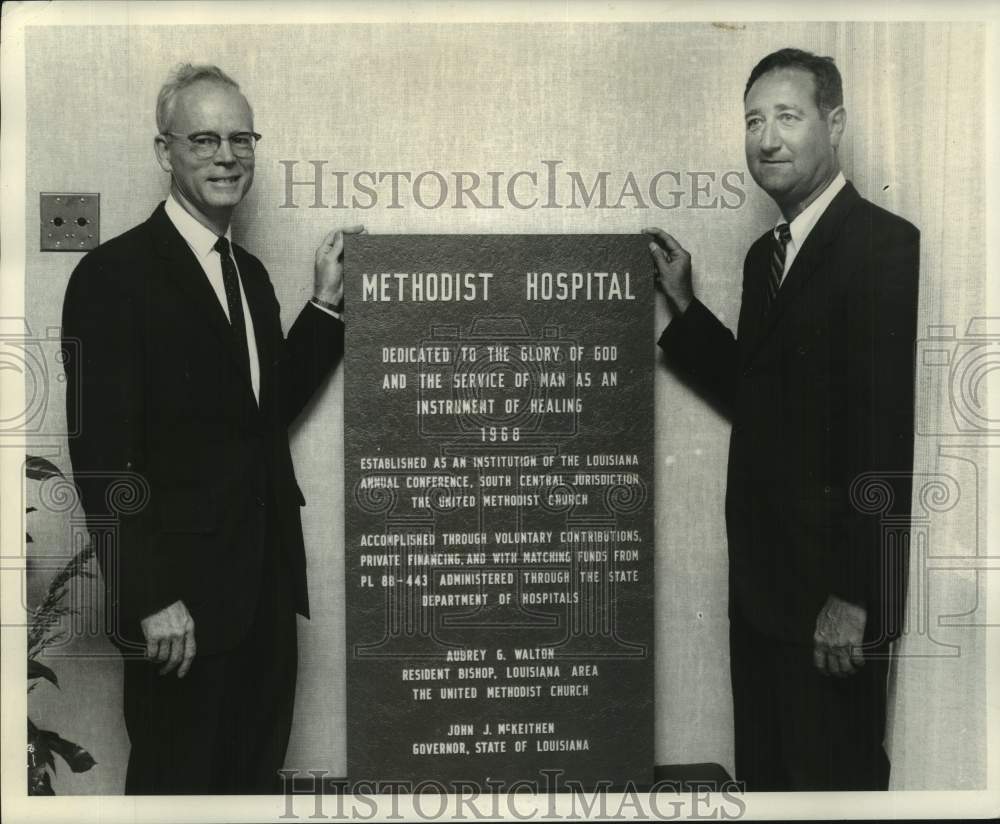 HISTORICIMAGES
METHODIST HOSPITAL
DEDICATED TO THE GLORY OF GOD
AND THE SERVICE OF MAN AS AN
INSTRUMENT OF HEALING
1968
ESTABLISHED AS AN INSTITUTION OF THE LOUISIANA
ANNUAL CONFERENCE, SOUTH CENTRAL JURISDICTION
THE UNITED METHODIST CHURCH
ACCOMPLISHED THROUGH VOLUNTARY CONTRIBUTIONS,
PRIVATE FINANCING, AND WITH MATCHING FUNDS FROM
PL 88-443 ADMINISTERED THROUGH THE STATE
DEPARTMENT OF HOSPITALS
AUBREY G. WALTON
RESIDENT BISHOP, LOUISIANA AREA
THE UNITED METHODIST CHURCH
JOHN J. MCKEITHEN
GOVERNOR, STATE OF LOUISIANA
HISTORICIMAGES